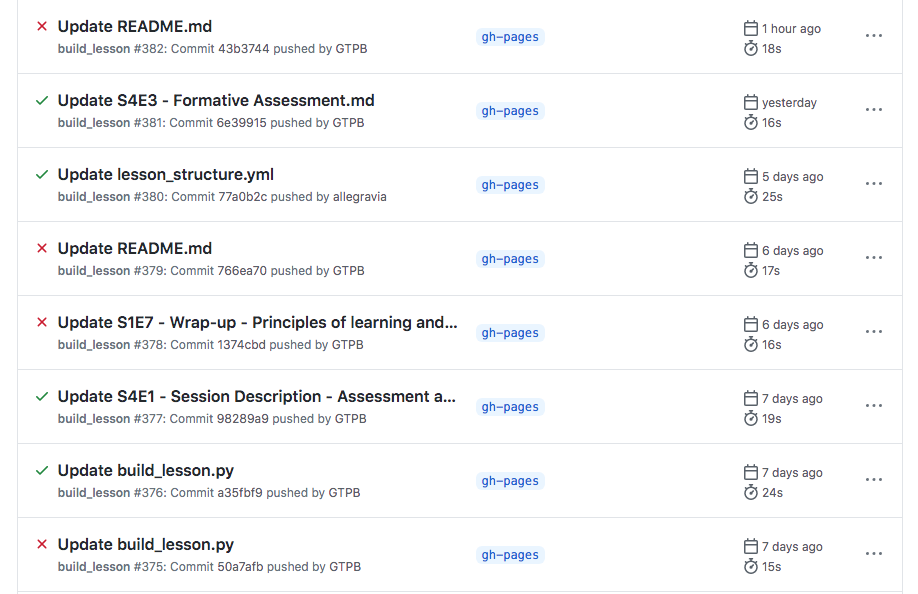 Update README.md
build_lesson #382: Commit 43b3744 pushed by GTPB
gh-pages
1 hour ago
18s
Update S4E3 - Formative Assessment.md
build_lesson #381: Commit 6e39915 pushed by GTPB
gh-pages
yesterday
16s
Update lesson_structure.yml
build_lesson #380: Commit 77a0b2c pushed by allegravia
gh-pages
5 days ago
25s
Update README.md
build_lesson #379: Commit 766ea70 pushed by GTPB
gh-pages
6 days ago
17s
Update S1E7 - Wrap-up - Principles of learning and...
build_lesson #378: Commit 1374cbd pushed by GTPB
gh-pages
6 days ago
16s
Update S4E1 - Session Description - Assessment a...
build_lesson #377: Commit 98289a9 pushed by GTPB
gh-pages
7 days ago
19s
Update build_lesson.py
build_lesson #376: Commit a35fbf9 pushed by GTPB
gh-pages
7 days ago
24s
Update build_lesson.py
build_lesson #375: Commit 50a7afb pushed by GTPB
gh-pages
7 days ago
15s